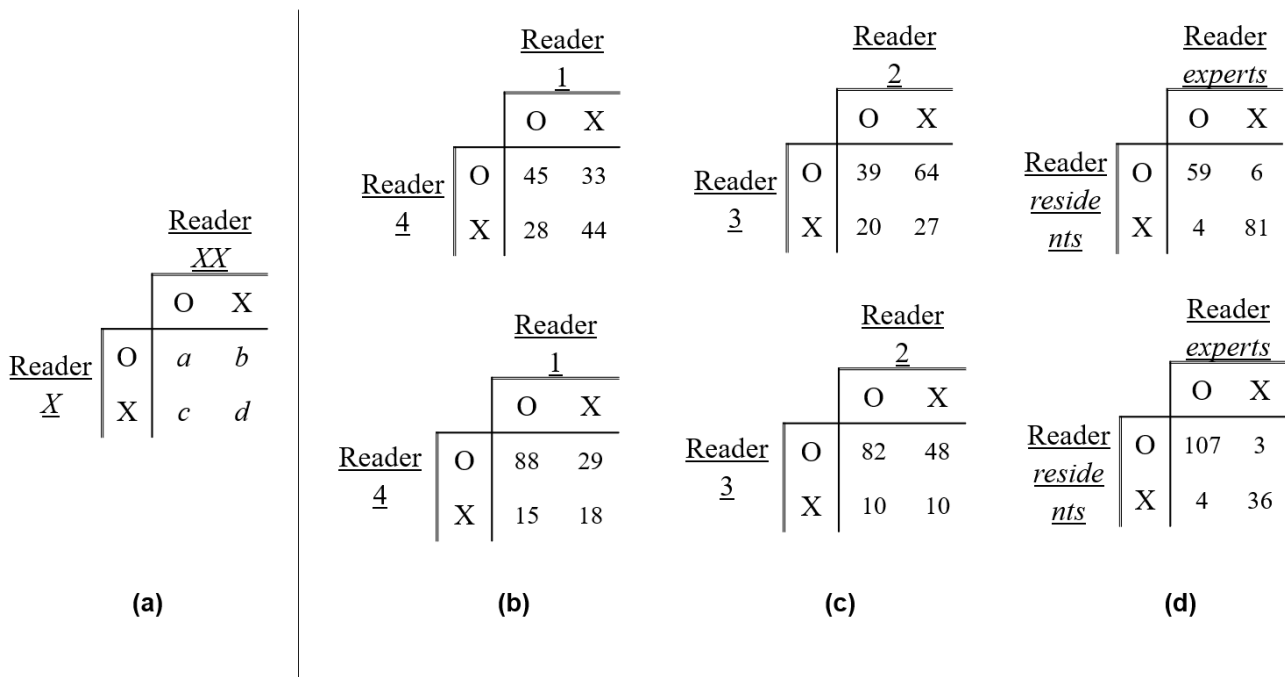 Reader
XX
O X
Reader
X
O a b
X c d
(a)
Reader
1
O X
Reader
4
O 45 33
X 28 44
Reader
1
O X
Reader
4
O 88 29
X 15 18
(b)
Reader
2
O X
Reader
3
O 39 64
X 20 27
Reader
2
O X
Reader
3
O 82 48
X 10 10
(c)
Reader
experts
O X
Reader
reside
nts
O 59 6
X 4 81
Reader
experts
O X
Reader
reside
nts
O 107 3
X 4 36
(d)